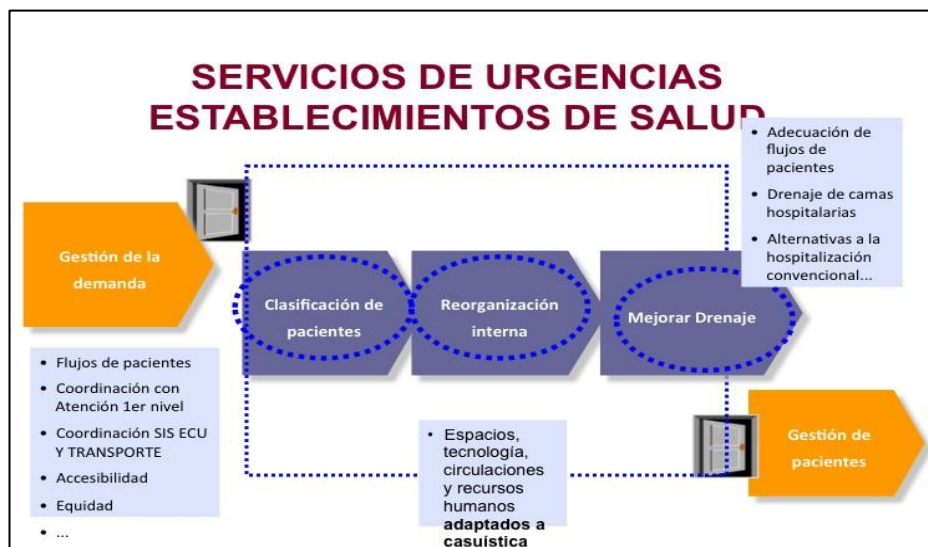 SERVICIOS DE URGENCIAS
ESTABLECIMIENTOS DE SALUD
• Adecuación de
flujos de
pacientes
• Drenaje de camas
hospitalarias
• Alternativas a la
hospitalización
convencional...
Gestión de la
demanda
Clasificación de
pacientes
Reorganización
interna
Mejorar Drenaje
• Flujos de pacientes
• Coordinación con
Atención 1er nivel
• Coordinación SIS ECU
Y TRANSPORTE
• Accesibilidad
• Equidad
• ...
• Espacios,
tecnología,
circulaciones
y recursos
humanos
adaptados a
casuística
Gestión de
pacientes